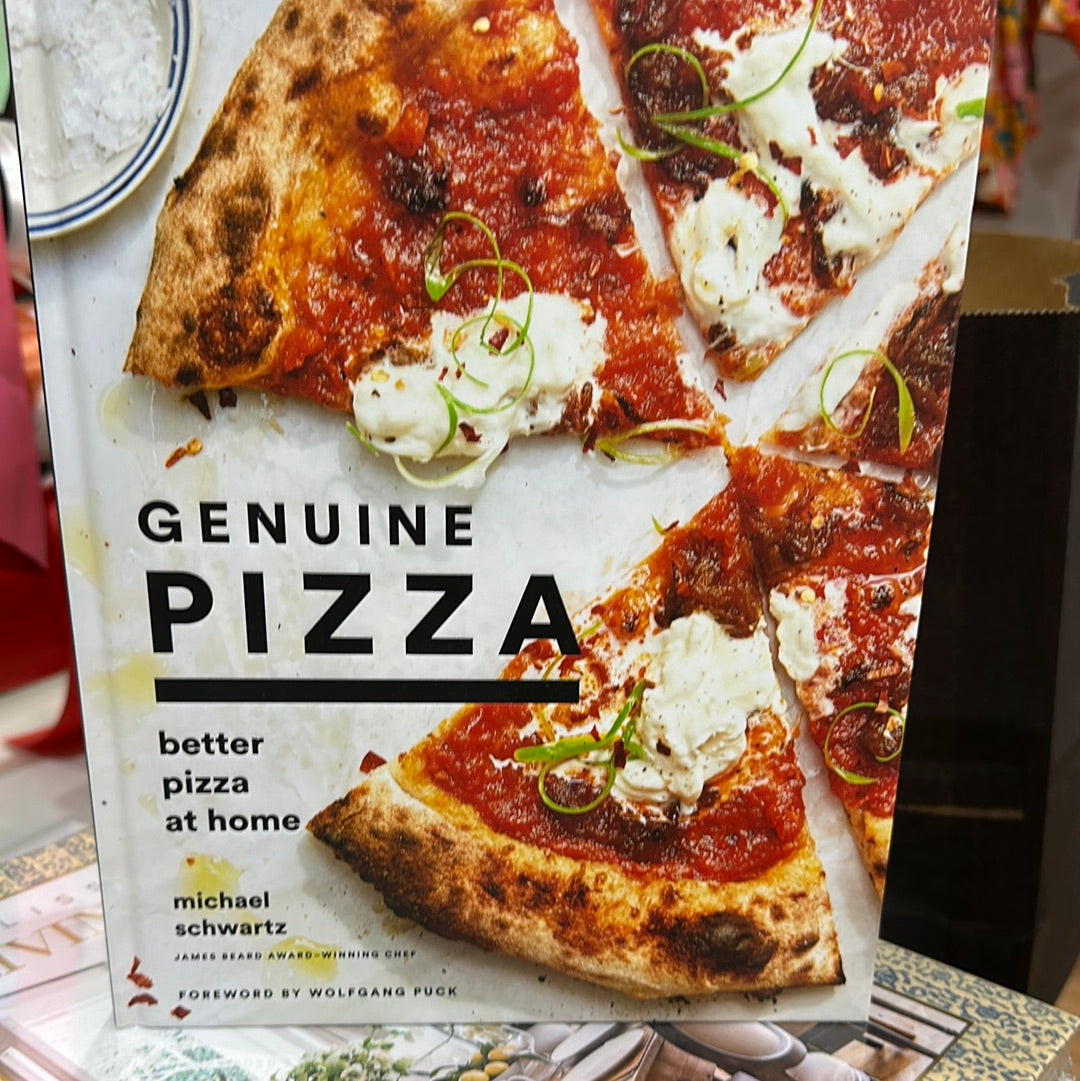 GENUINE
PIZZA
better
pizza
at home
michael
schwartz
JAMES BEARD AWARD-WINNING CHEF
FOREWORD BY WOLFGANG PUCK